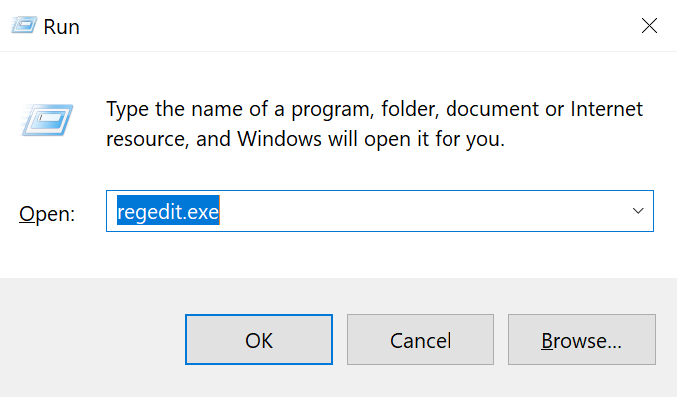 Run
Type the name of a program, folder, document or Internet
resource, and Windows will open it for you.
Open: regedit.exe
OK Cancel Browse...